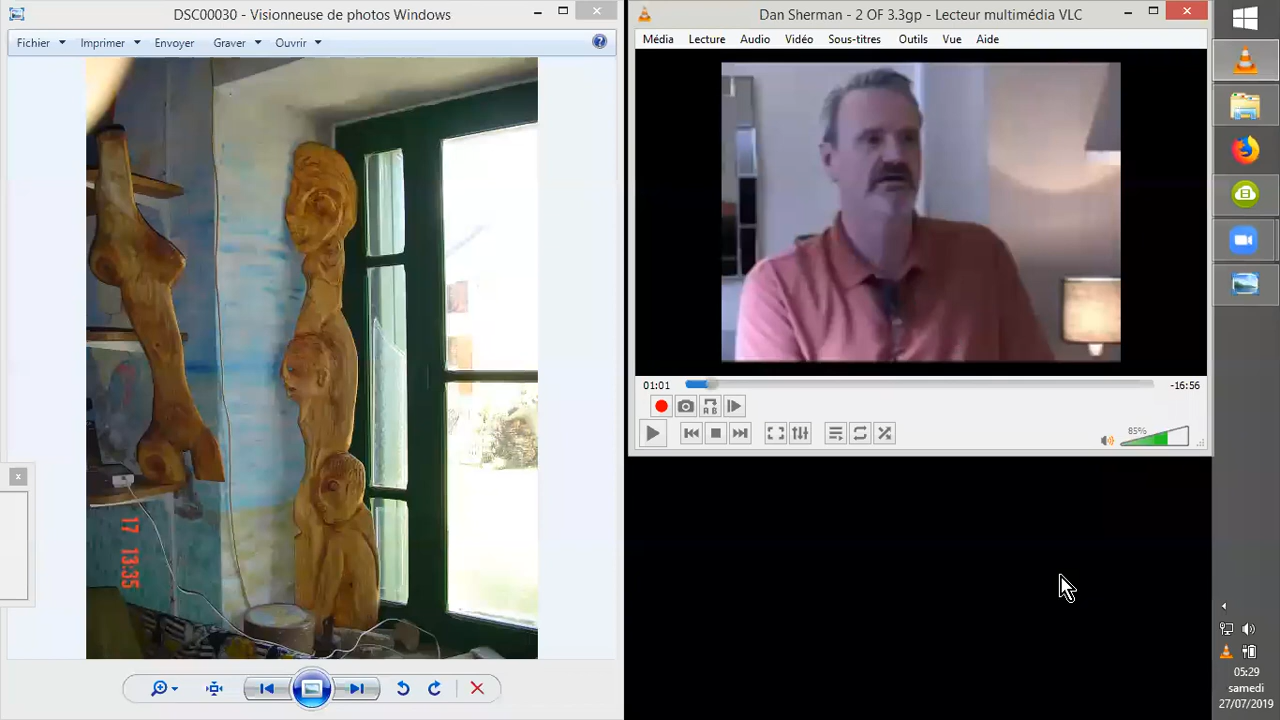 DSC00030 - Visionneuse de photos Windows
Fichier Imprimer Envoyer Graver Ouvrir
17 13:35
Dan Sherman - 2 OF 3.3gp - Lecteur multimédia VLC
Média Lecture Audio Vidéo Sous-titres Outils Vue Aide
01:01 -16:56
A B
85%
05:29
samedi
27/07/2019